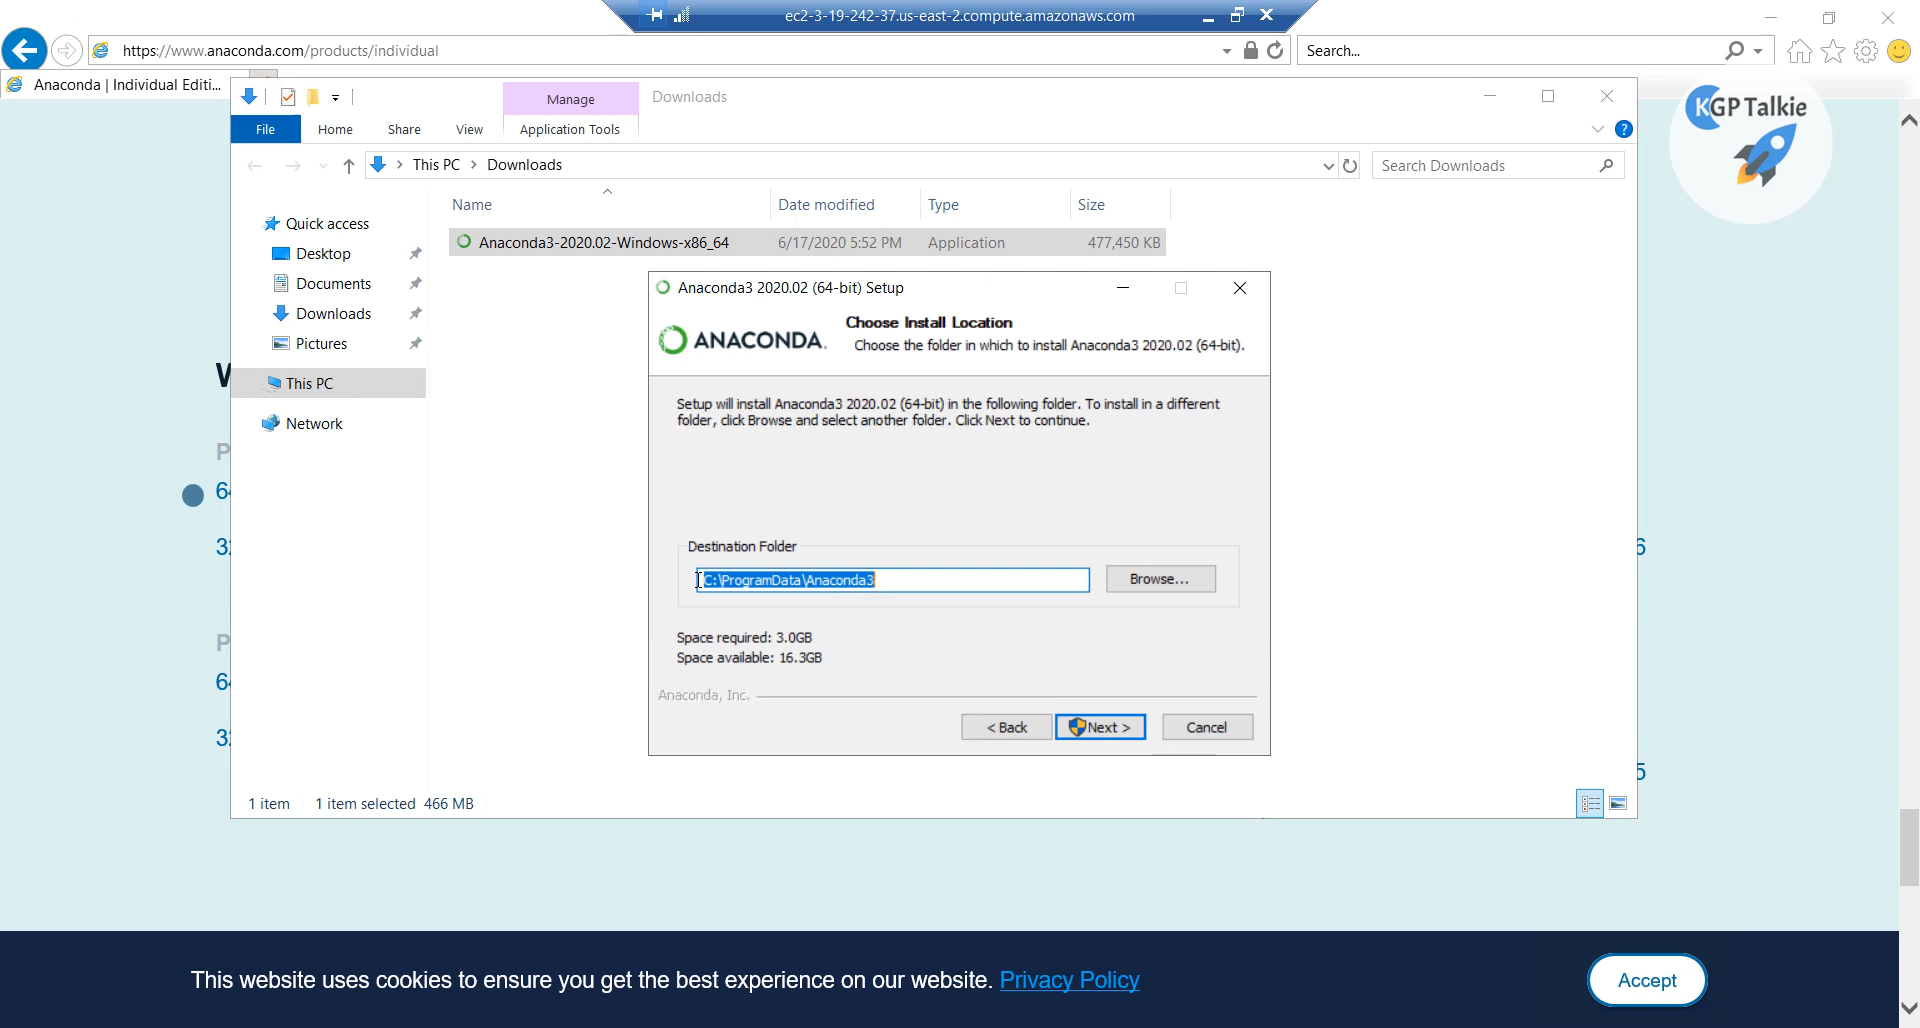 ec2-3-19-242-37.us-east-2.compute.amazonaws.com
https://www.anaconda.com/products/individual
Search...
Anaconda | Individual Editi...
Manage
Downloads
File
Home
Share
View
Application Tools
?
KGP Talkie
This PC
Downloads
Search Downloads
Name
Date modified
Type
Size
Anaconda3-2020.02-Windows-x86_64
6/17/2020 5:52 PM
Application
477,450 KB
Quick access
Desktop
Documents
Downloads
Pictures
This PC
Network
Anaconda3 2020.02 (64-bit) Setup
ANACONDA.
Choose Install Location
Choose the folder in which to install Anaconda3 2020.02 (64-bit).
Setup will install Anaconda3 2020.02 (64-bit) in the following folder. To install in a different
folder, click Browse and select another folder. Click Next to continue.
Destination Folder
C:\ProgramData\Anaconda3
Browse...
Space required: 3.0GB
Space available: 16.3GB
Anaconda, Inc.
< Back
Next >
Cancel
1 item
1 item selected 466 MB
This website uses cookies to ensure you get the best experience on our website. Privacy Policy
Accept